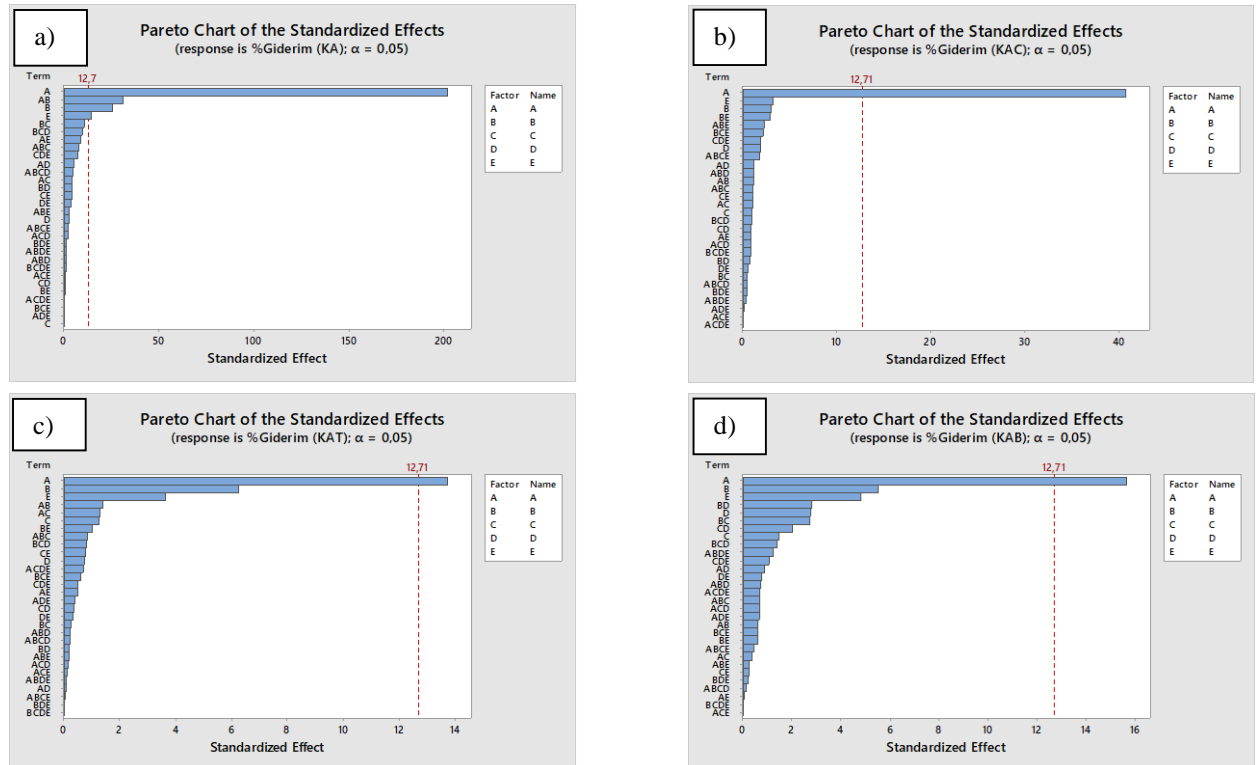 a)
Pareto Chart of the Standardized Effects
(response is %Giderim (KA); α = 0,05)
Term
12,7
A
AB
B
E
BC
BCD
AE
ABC
CDE
AD
ABCD
AC
BD
CE
DE
ABE
D
ABCE
ACD
BDE
ABDE
ABD
BCDE
ACE
CD
BE
ACDE
BCE
ADE
C
0 50 100 150 200
Standardized Effect
Factor Name
A A
B B
C C
D D
E E
b)
Pareto Chart of the Standardized Effects
(response is %Giderim (KAC); α = 0,05)
Term
12,71
A
E
B
BE
ABE
BCE
CDE
D
ABCE
AD
ABD
AB
ABC
CE
AC
C
BCD
CD
AE
ACD
BCDE
BD
DE
BC
ABCD
BDE
ABDE
ADE
ACE
ACDE
0 10 20 30 40
Standardized Effect
Factor Name
A A
B B
C C
D D
E E
c)
Pareto Chart of the Standardized Effects
(response is %Giderim (KAT); α = 0,05)
Term
12,71
A
B
E
AB
AC
C
BE
ABC
BCD
CE
D
ACDE
BCE
CDE
AE
ADE
CD
DE
BC
ABD
ABCD
BD
ABE
ACD
ACE
ABDE
AD
ABCE
BDE
BCDE
0 2 4 6 8 10 12 14
Standardized Effect
Factor Name
A A
B B
C C
D D
E E
d)
Pareto Chart of the Standardized Effects
(response is %Giderim (KAB); α = 0,05)
Term
12,71
A
B
E
BD
D
BC
CD
C
BCD
ABDE
CDE
AD
DE
ABD
ACDE
ABC
ACD
ADE
AB
BCE
BE
ABCE
AC
ABE
CE
BDE
ABCD
AE
BCDE
ACE
0 2 4 6 8 10 12 14 16
Standardized Effect
Factor Name
A A
B B
C C
D D
E E